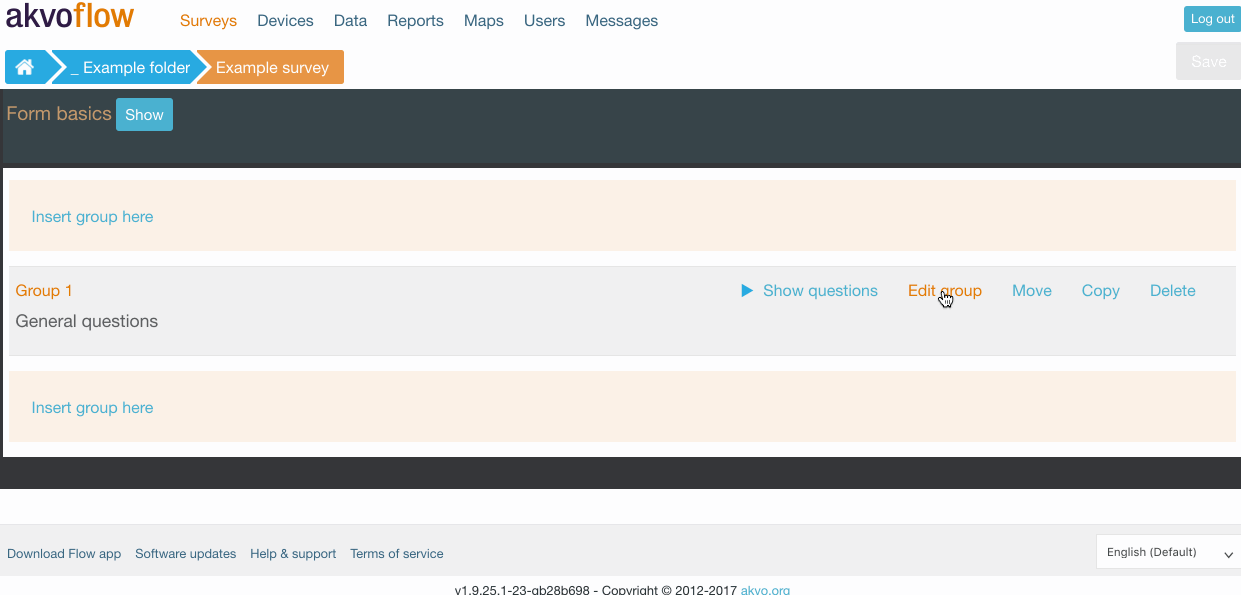 akvoflow
Surveys Devices Data Reports Maps Users Messages
Log out
_ Example folder Example survey
Save
Form basics Show
Insert group here
Group 1 Show questions Edit group Move Copy Delete
General questions
Insert group here
Download Flow app Software updates Help & support Terms of service English (Default)
v1.9.25.1-23-gb28b698 - Copyright © 2012-2017 akvo.org